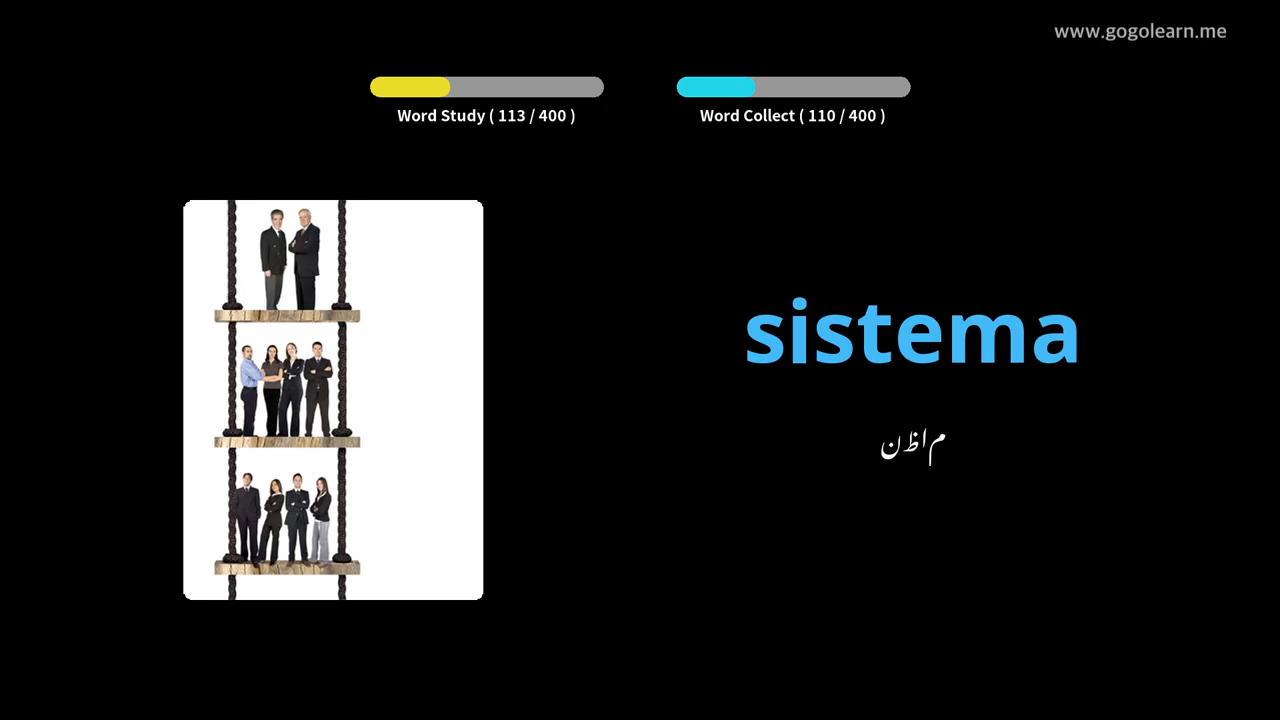 www.gogolearn.me
Word Study ( 113 / 400 )
Word Collect ( 110 / 400 )
sistema
ماظن